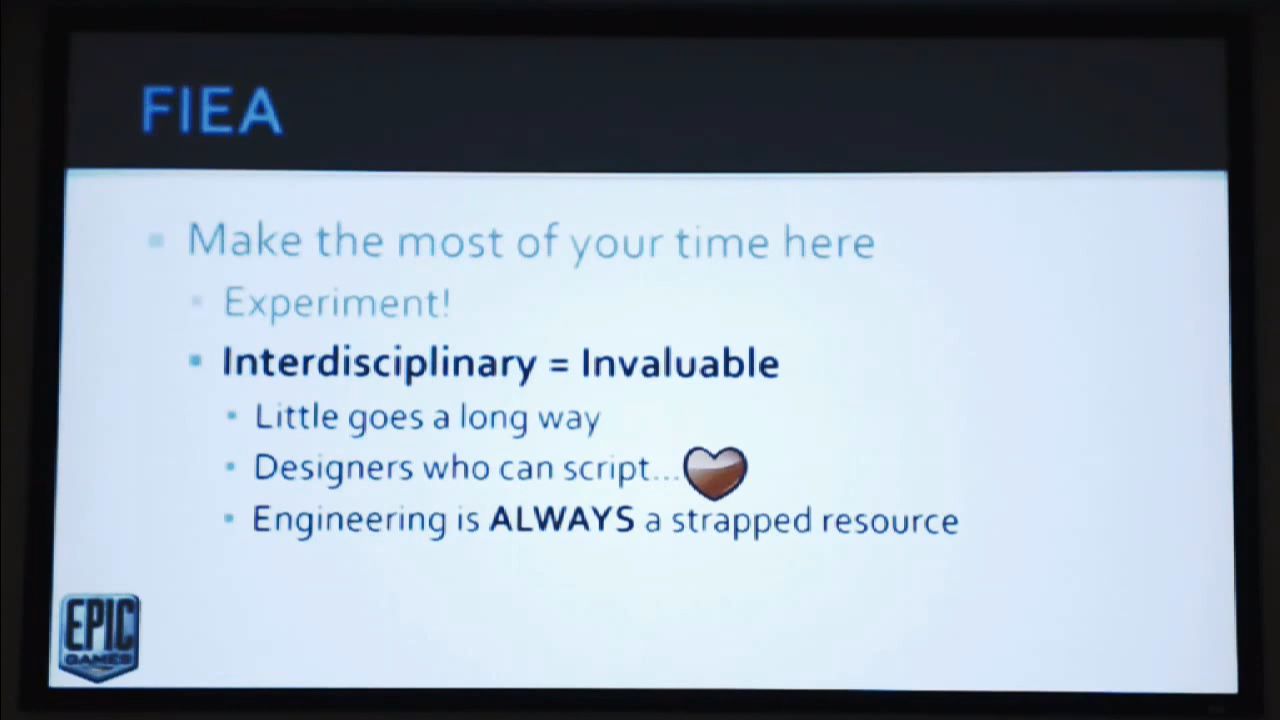 FIEA
Make the most of your time here
Experiment!
Interdisciplinary = Invaluable
Little goes a long way
Designers who can script...
Engineering is ALWAYS a strapped resource
EPIC
GAMES